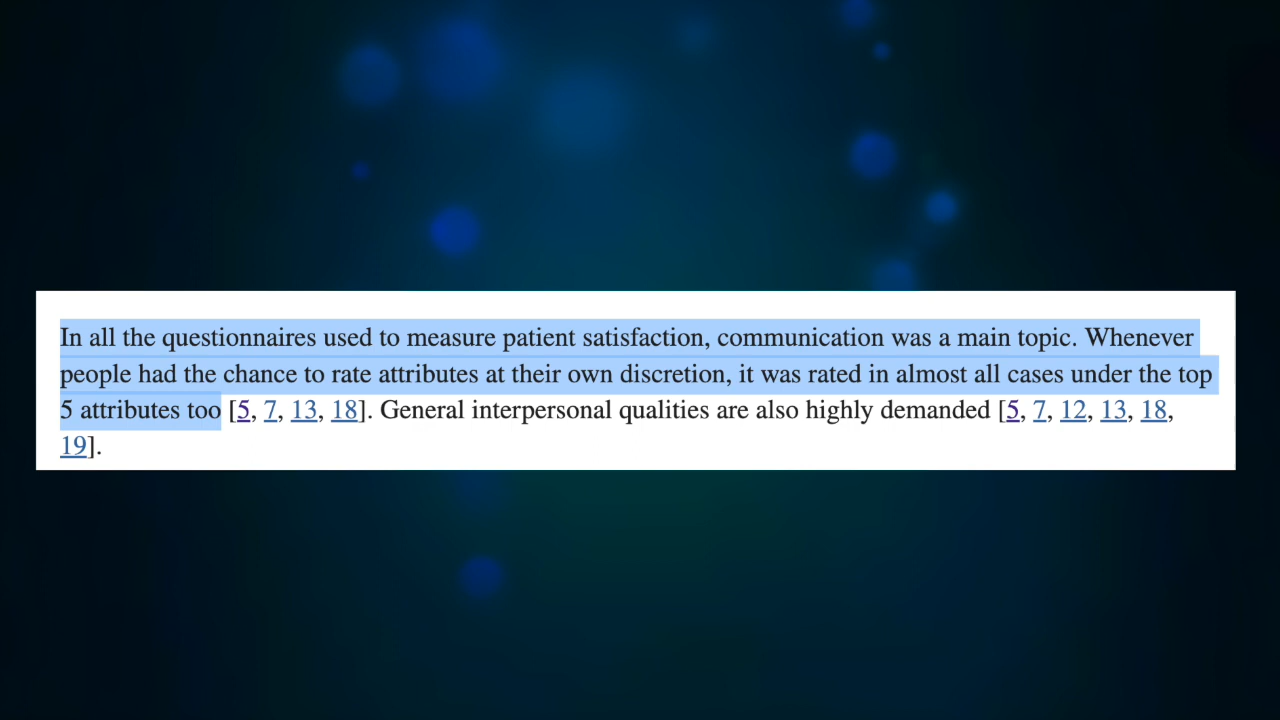 In all the questionnaires used to measure patient satisfaction, communication was a main topic. Whenever
people had the chance to rate attributes at their own discretion, it was rated in almost all cases under the top
5 attributes too [5, 7, 13, 18]. General interpersonal qualities are also highly demanded [5, 7, 12, 13, 18,
19].